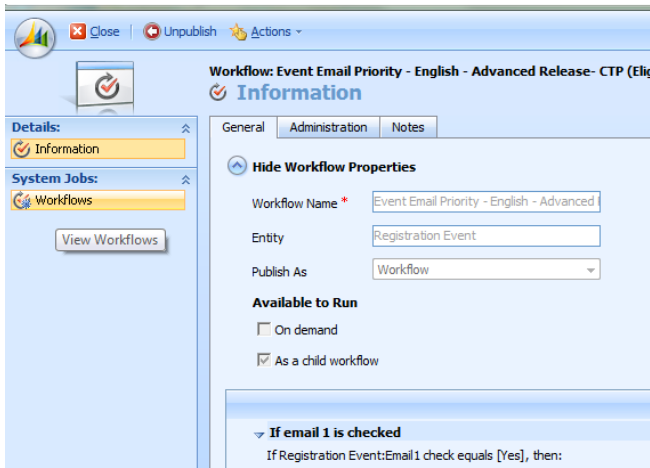 Close Unpublish Actions
Workflow: Event Email Priority - English - Advanced Release- CTP (Elig
Information
Details:
Information
System Jobs:
Workflows
View Workflows
General Administration Notes
Hide Workflow Properties
Workflow Name * Event Email Priority - English - Advanced
Entity Registration Event
Publish As Workflow
Available to Run
On demand
As a child workflow
If email 1 is checked
If Registration Event:Email1 check equals [Yes], then: